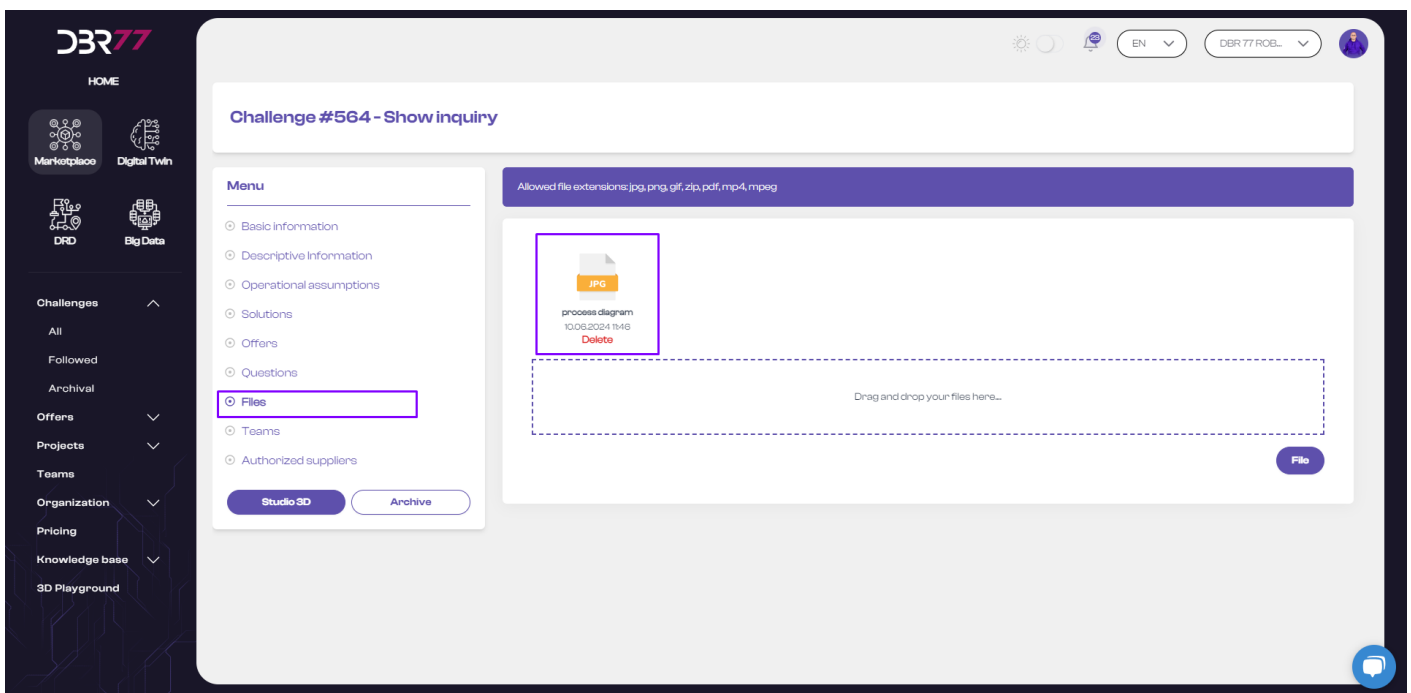 DBR77
HOME
Marketplace
Digital Twin
DRD
Big Data
Challenges
All
Followed
Archival
Offers
Projects
Teams
Organization
Pricing
Knowledge base
3D Playground
23
EN
DBR 77 ROB...
Challenge #564 - Show inquiry
Menu
Basic information
Descriptive Information
Operational assumptions
Solutions
Offers
Questions
Files
Teams
Authorized suppliers
Studio 3D
Archive
Allowed file extensions: jpg, png, gif, zip, pdf, mp4, mpeg
JPG
process diagram
10.06.2024 11:46
Delete
Drag and drop your files here...
File